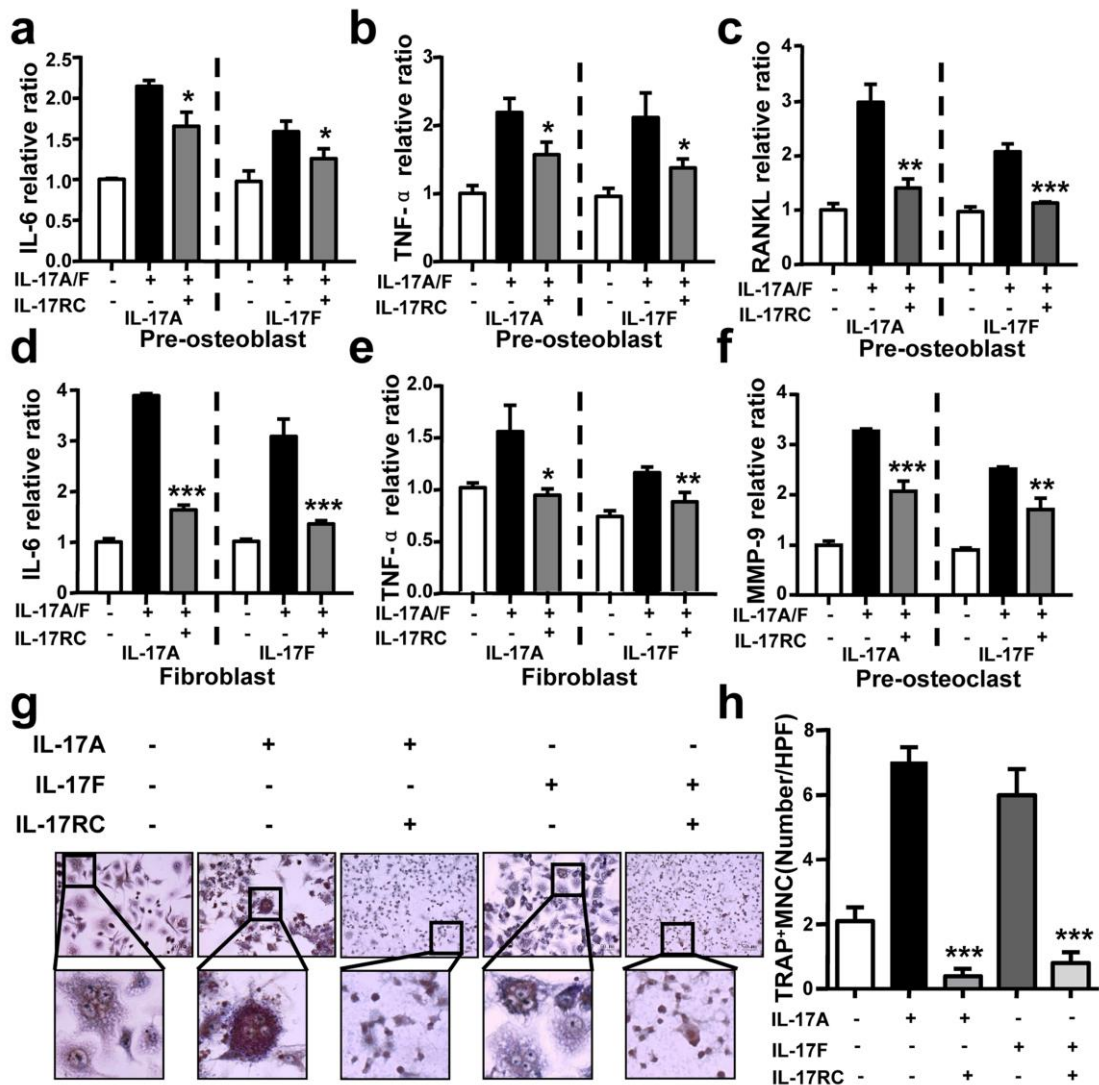 a
IL-6 relative ratio
2.5
2.0
1.5
1.0
0.5
0.0
* *
IL-17A/F - + + - + +
IL-17RC - - + - - +
IL-17A IL-17F
Pre-osteoblast
b
TNF-α relative ratio
3
2
1
0
* *
IL-17A/F - + + - + +
IL-17RC - - + - - +
IL-17A IL-17F
Pre-osteoblast
c
RANKL relative ratio
4
3
2
1
0
** ***
IL-17A/F - + + - + +
IL-17RC - - + - - +
IL-17A IL-17F
Pre-osteoblast
d
IL-6 relative ratio
4
3
2
1
0
*** ***
IL-17A/F - + + - + +
IL-17RC - - + - - +
IL-17A IL-17F
Fibroblast
e
TNF-α relative ratio
2.0
1.5
1.0
0.5
0.0
* **
IL-17A/F - + + - + +
IL-17RC - - + - - +
IL-17A IL-17F
Fibroblast
f
MMP-9 relative ratio
4
3
2
1
0
*** **
IL-17A/F - + + - + +
IL-17RC - - + - - +
IL-17A IL-17F
Pre-osteoclast
g
IL-17A - + + - -
IL-17F - - - + +
IL-17RC - - + - +
h
TRAP+MNC(Number/HPF)
8
6
4
2
0
*** ***
IL-17A - + + - -
IL-17F - - - + +
IL-17RC - - + - +